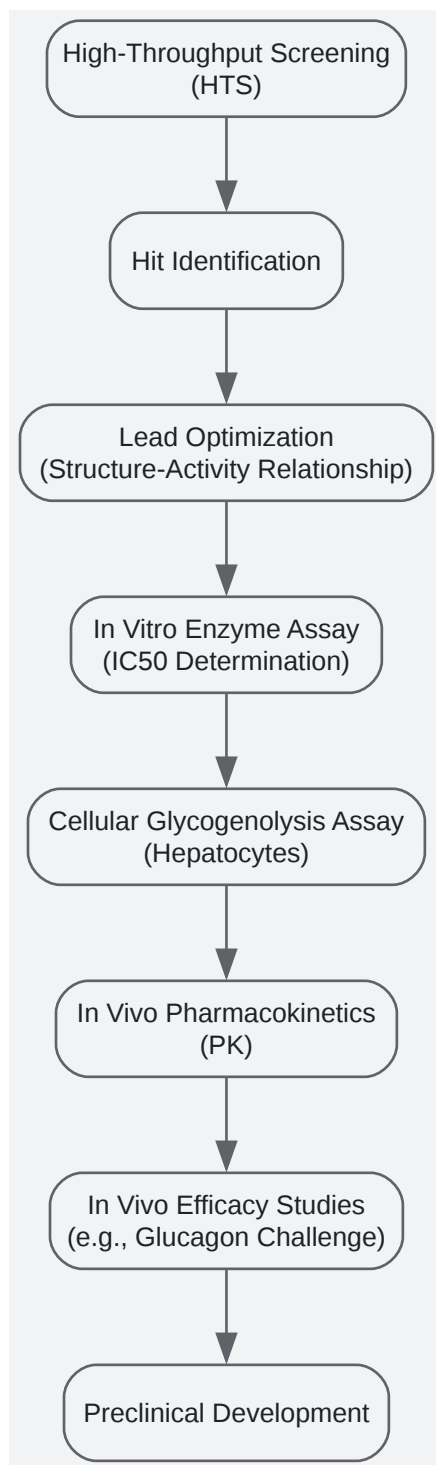 High-Throughput Screening
(HTS)
Hit Identification
Lead Optimization
(Structure-Activity Relationship)
In Vitro Enzyme Assay
(IC50 Determination)
Cellular Glycogenolysis Assay
(Hepatocytes)
In Vivo Pharmacokinetics
(PK)
In Vivo Efficacy Studies
(e.g., Glucagon Challenge)
Preclinical Development